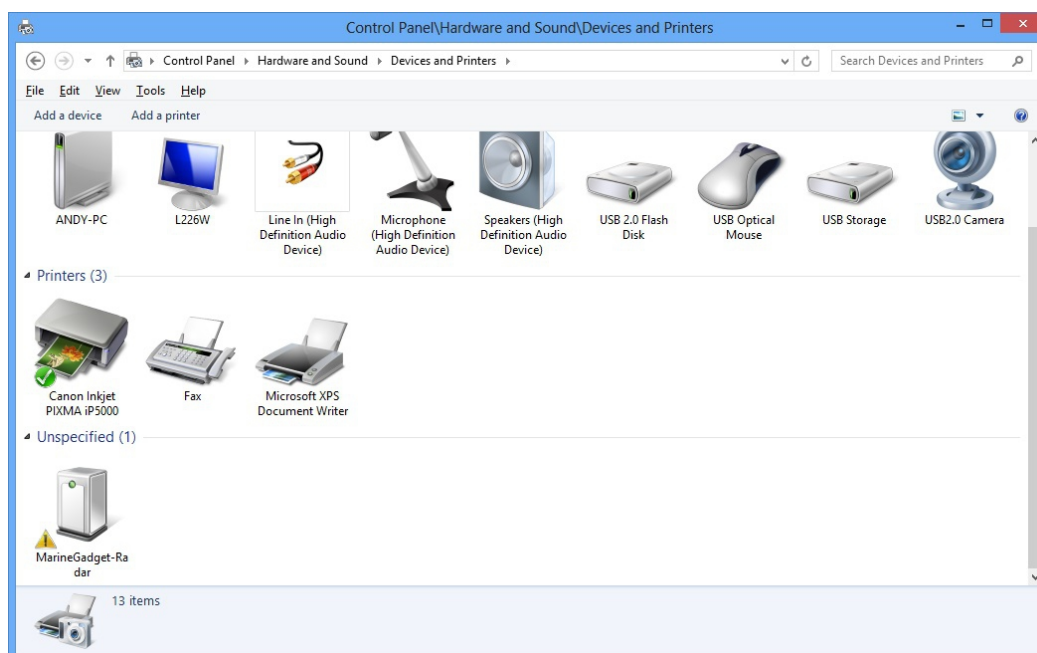 Control Panel\Hardware and Sound\Devices and Printers
Control Panel Hardware and Sound Devices and Printers Search Devices and Printers
File Edit View Tools Help
Add a device Add a printer
ANDY-PC L226W Line In (High Microphone Speakers (High USB 2.0 Flash USB Optical USB Storage USB2.0 Camera
Definition Audio (High Definition Definition Audio Disk Mouse
Device) Audio Device) Device)
Printers (3)
Canon Inkjet Fax Microsoft XPS
PIXMA iP5000 Document Writer
Unspecified (1)
MarineGadget-Ra
dar
13 items